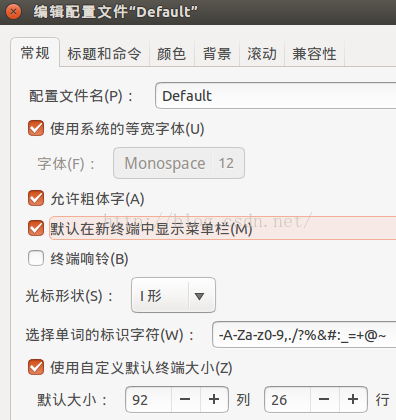 编辑配置文件“Default”
常规 标题和命令 颜色 背景 滚动 兼容性
配置文件名(P)： Default
使用系统的等宽字体(U)
字体(F)： Monospace 12
允许粗体字(A)
http://blog.csdn.net/
默认在新终端中显示菜单栏(M)
终端响铃(B)
光标形状(S)： I 形
选择单词的标识字符(W)： -A-Za-z0-9,./?%&#:_=+@~
使用自定义默认终端大小(Z)
默认大小： 92 − + 列 26 − + 行